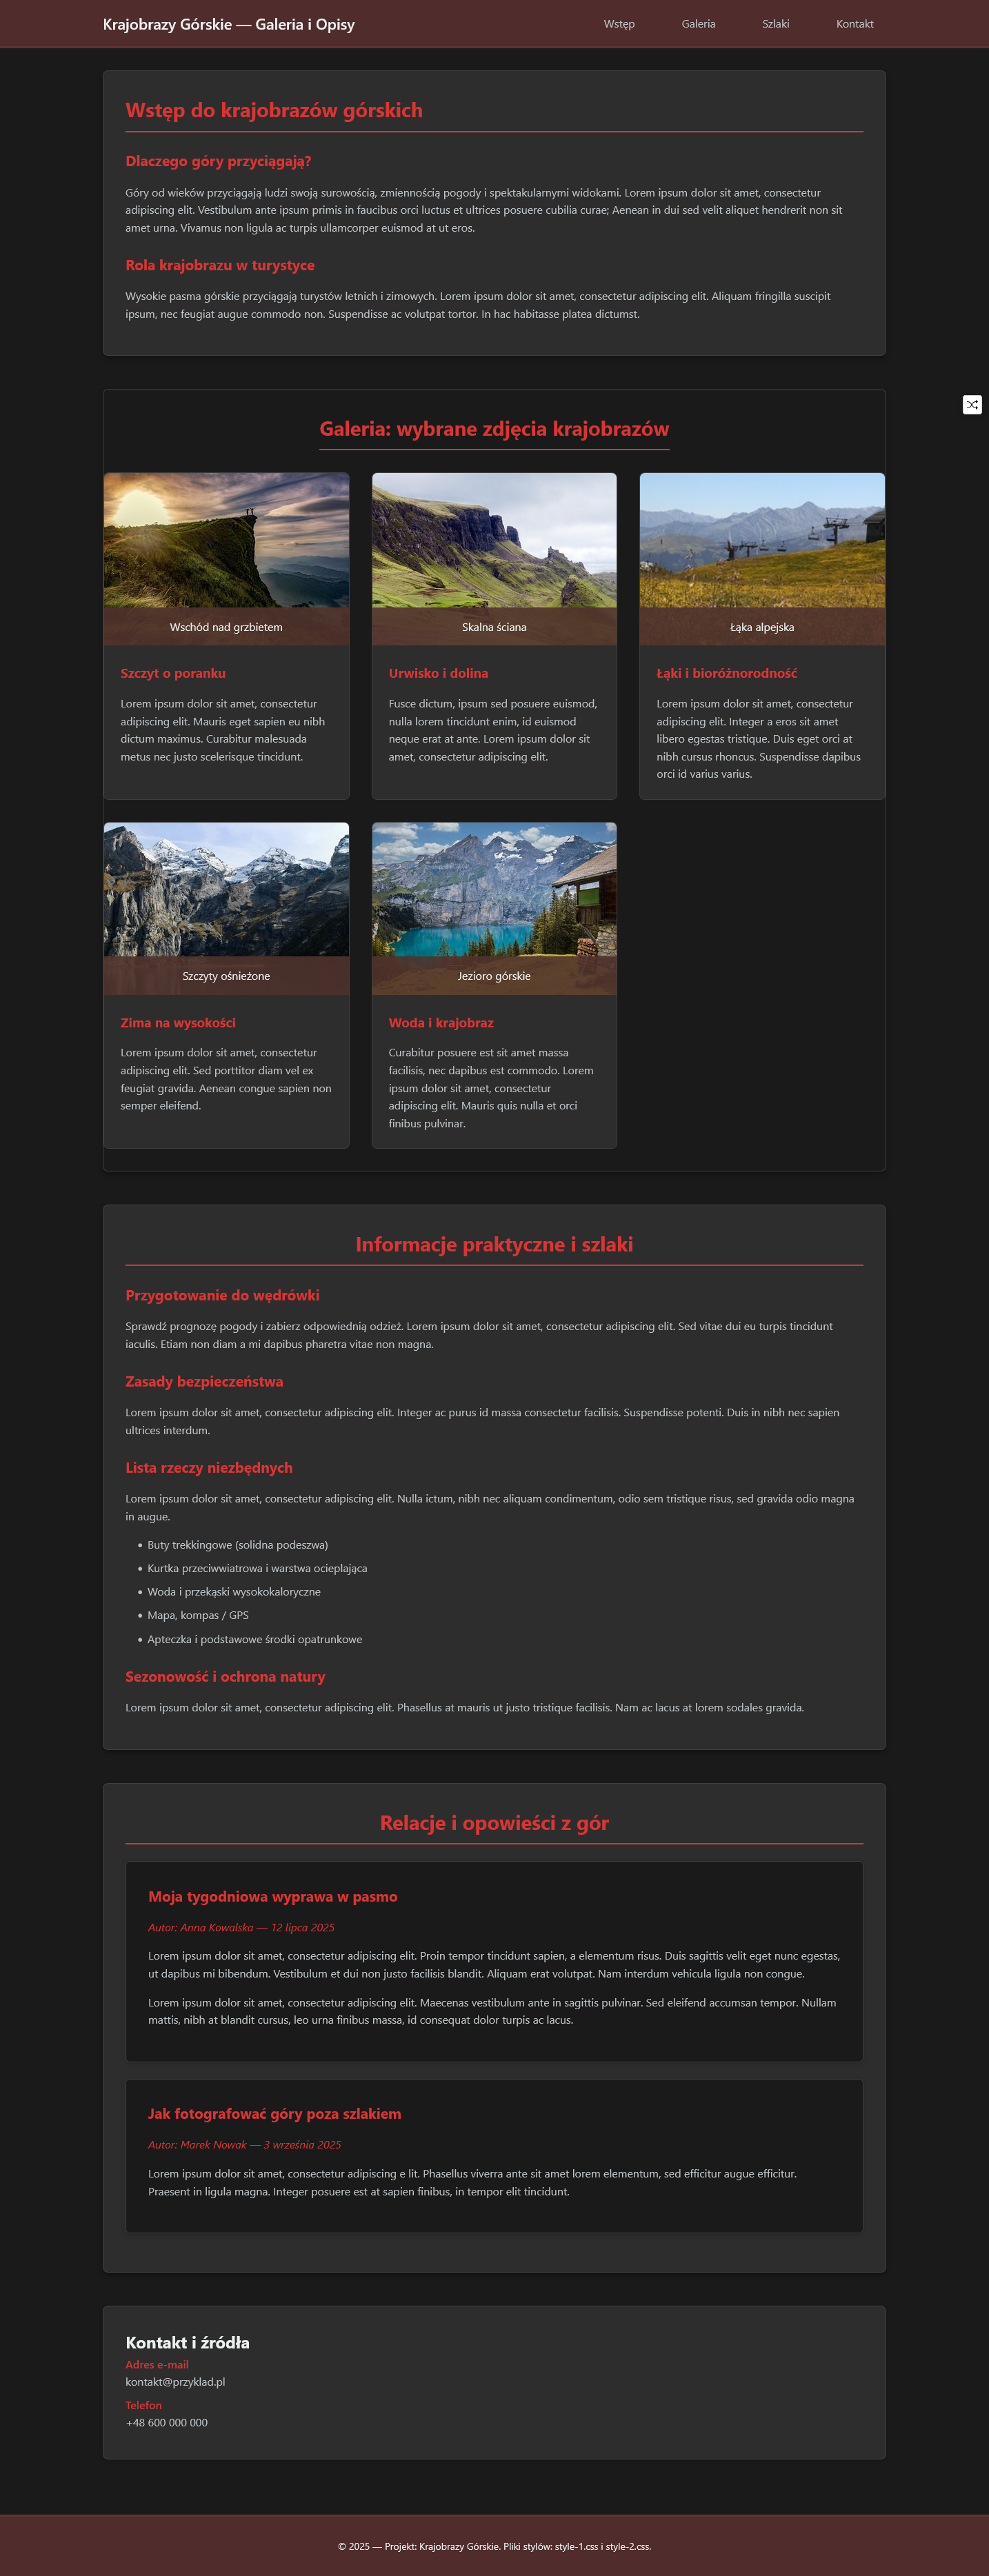 Krajobrazy Górskie — Galeria i Opisy
Wstęp
Galeria
Szlaki
Kontakt
Wstęp do krajobrazów górskich
Dlaczego góry przyciągają?
Góry od wieków przyciągają ludzi swoją surowością, zmiennością pogody i spektakularnymi widokami. Lorem ipsum dolor sit amet, consectetur
adipiscing elit. Vestibulum ante ipsum primis in faucibus orci luctus et ultrices posuere cubilia curae; Aenean in dui sed velit aliquet hendrerit non sit
amet urna. Vivamus non ligula ac turpis ullamcorper euismod at ut eros.
Rola krajobrazu w turystyce
Wysokie pasma górskie przyciągają turystów letnich i zimowych. Lorem ipsum dolor sit amet, consectetur adipiscing elit. Aliquam fringilla suscipit
ipsum, nec feugiat augue commodo non. Suspendisse ac volutpat tortor. In hac habitasse platea dictumst.
Galeria: wybrane zdjęcia krajobrazów
Wschód nad grzbietem
Szczyt o poranku
Lorem ipsum dolor sit amet, consectetur
adipiscing elit. Mauris eget sapien eu nibh
dictum maximus. Curabitur malesuada
metus nec justo scelerisque tincidunt.
Skalna ściana
Urwisko i dolina
Fusce dictum, ipsum sed posuere euismod,
nulla lorem tincidunt enim, id euismod
neque erat at ante. Lorem ipsum dolor sit
amet, consectetur adipiscing elit.
Łąka alpejska
Łąki i bioróżnorodność
Lorem ipsum dolor sit amet, consectetur
adipiscing elit. Integer a eros sit amet
libero egestas tristique. Duis eget orci at
nibh cursus rhoncus. Suspendisse dapibus
orci id varius varius.
Szczyty ośnieżone
Zima na wysokości
Lorem ipsum dolor sit amet, consectetur
adipiscing elit. Sed porttitor diam vel ex
feugiat gravida. Aenean congue sapien non
semper eleifend.
Jezioro górskie
Woda i krajobraz
Curabitur posuere est sit amet massa
facilisis, nec dapibus est commodo. Lorem
ipsum dolor sit amet, consectetur
adipiscing elit. Mauris quis nulla et orci
finibus pulvinar.
Informacje praktyczne i szlaki
Przygotowanie do wędrówki
Sprawdź prognozę pogody i zabierz odpowiednią odzież. Lorem ipsum dolor sit amet, consectetur adipiscing elit. Sed vitae dui eu turpis tincidunt
iaculis. Etiam non diam a mi dapibus pharetra vitae non magna.
Zasady bezpieczeństwa
Lorem ipsum dolor sit amet, consectetur adipiscing elit. Integer ac purus id massa consectetur facilisis. Suspendisse potenti. Duis in nibh nec sapien
ultrices interdum.
Lista rzeczy niezbędnych
Lorem ipsum dolor sit amet, consectetur adipiscing elit. Nulla ictum, nibh nec aliquam condimentum, odio sem tristique risus, sed gravida odio magna
in augue.
• Buty trekkingowe (solidna podeszwa)
• Kurtka przeciwwiatrowa i warstwa ocieplająca
• Woda i przekąski wysokokaloryczne
• Mapa, kompas / GPS
• Apteczka i podstawowe środki opatrunkowe
Sezonowość i ochrona natury
Lorem ipsum dolor sit amet, consectetur adipiscing elit. Phasellus at mauris ut justo tristique facilisis. Nam ac lacus at lorem sodales gravida.
Relacje i opowieści z gór
Moja tygodniowa wyprawa w pasmo
Autor: Anna Kowalska — 12 lipca 2025
Lorem ipsum dolor sit amet, consectetur adipiscing elit. Proin tempor tincidunt sapien, a elementum risus. Duis sagittis velit eget nunc egestas,
ut dapibus mi bibendum. Vestibulum et dui non justo facilisis blandit. Aliquam erat volutpat. Nam interdum vehicula ligula non congue.
Lorem ipsum dolor sit amet, consectetur adipiscing elit. Maecenas vestibulum ante in sagittis pulvinar. Sed eleifend accumsan tempor. Nullam
mattis, nibh at blandit cursus, leo urna finibus massa, id consequat dolor turpis ac lacus.
Jak fotografować góry poza szlakiem
Autor: Marek Nowak — 3 września 2025
Lorem ipsum dolor sit amet, consectetur adipiscing e lit. Phasellus viverra ante sit amet lorem elementum, sed efficitur augue efficitur.
Praesent in ligula magna. Integer posuere est at sapien finibus, in tempor elit tincidunt.
Kontakt i źródła
Adres e-mail
kontakt@przyklad.pl
Telefon
+48 600 000 000
© 2025 — Projekt: Krajobrazy Górskie. Pliki stylów: style-1.css i style-2.css.